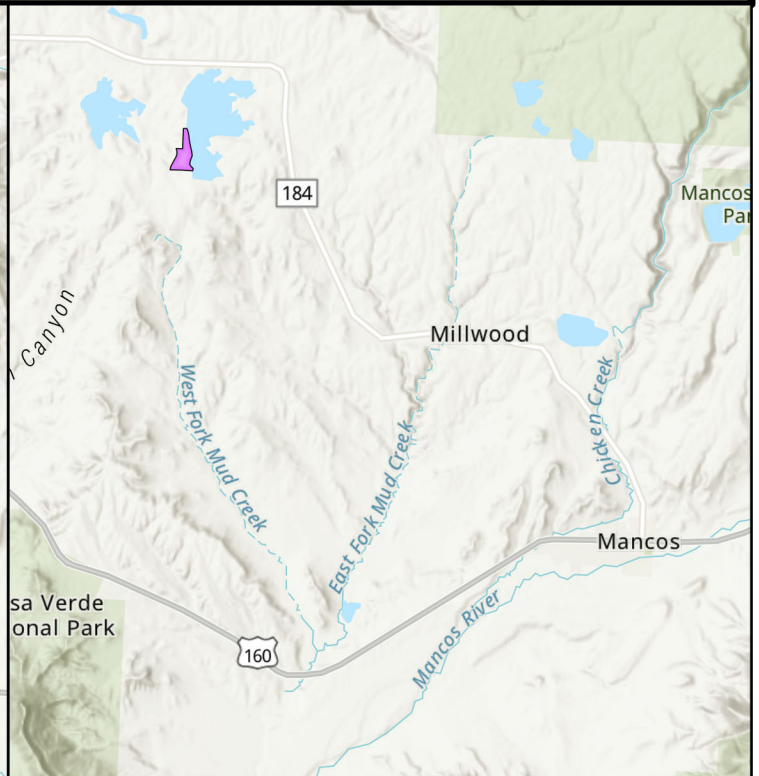 184
Mancos
Par
Canyon
Millwood
West Fork Mud Creek
East Fork Mud Creek
Chicken Creek
Mancos
sa Verde
onal Park
160
Mancos River